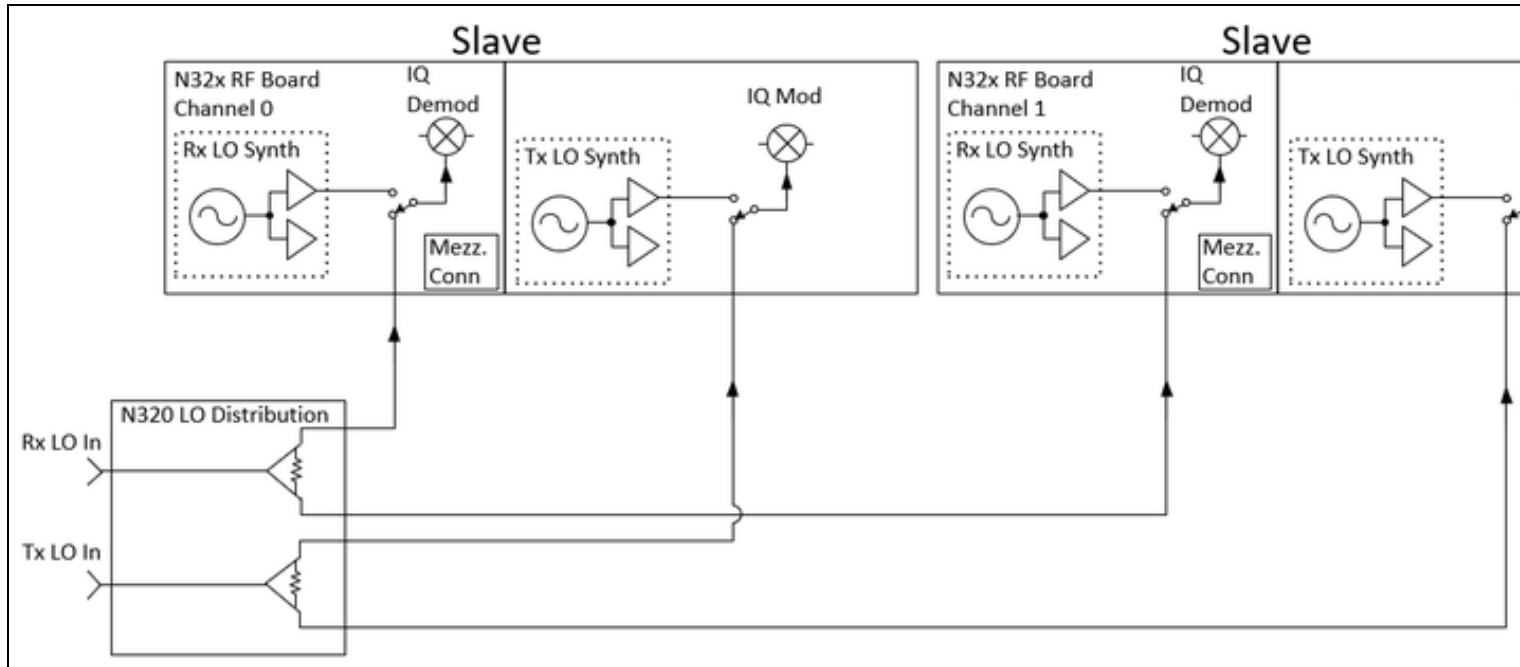 Slave
Slave
N32x RF Board
Channel 0
IQ
Demod
Rx LO Synth
Mezz.
Conn
IQ Mod
Tx LO Synth
N32x RF Board
Channel 1
IQ
Demod
Rx LO Synth
Mezz.
Conn
Tx LO Synth
N320 LO Distribution
Rx LO In
Tx LO In